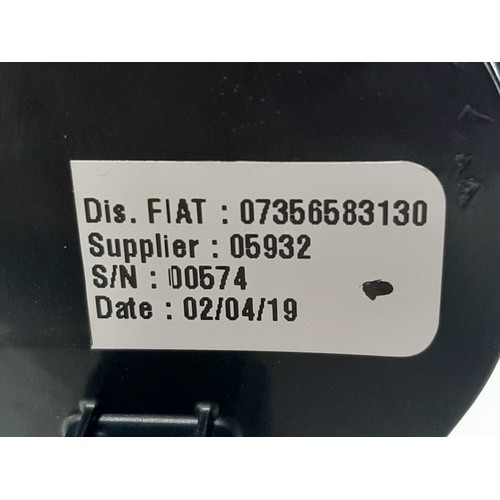 Dis. FIAT : 07356583130
Supplier : 05932
S/N : 00574
Date : 02/04/19